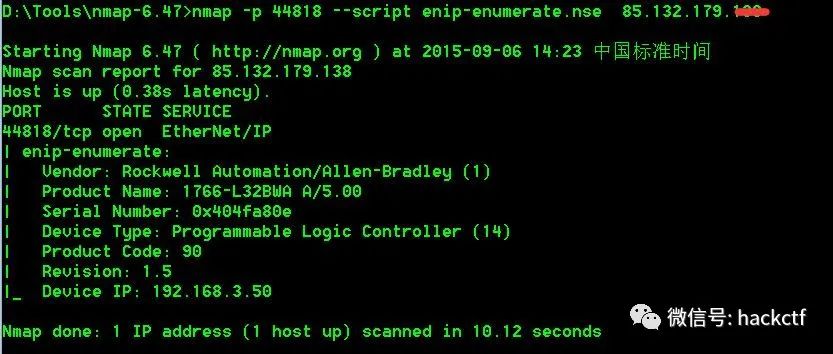 D:\Tools\nmap-6.47>nmap -p 44818 --script enip-enumerate.nse 85.132.179.
Starting Nmap 6.47 ( http://nmap.org ) at 2015-09-06 14:23 中国标准时间
Nmap scan report for 85.132.179.138
Host is up (0.38s latency).
PORT STATE SERVICE
44818/tcp open EtherNet/IP
| enip-enumerate:
| Vendor: Rockwell Automation/Allen-Bradley (1)
| Product Name: 1766-L32BWA A/5.00
| Serial Number: 0x404fa80e
| Device Type: Programmable Logic Controller (14)
| Product Code: 90
| Revision: 1.5
|_ Device IP: 192.168.3.50
微信号: hackctf
Nmap done: 1 IP address (1 host up) scanned in 10.12 seconds